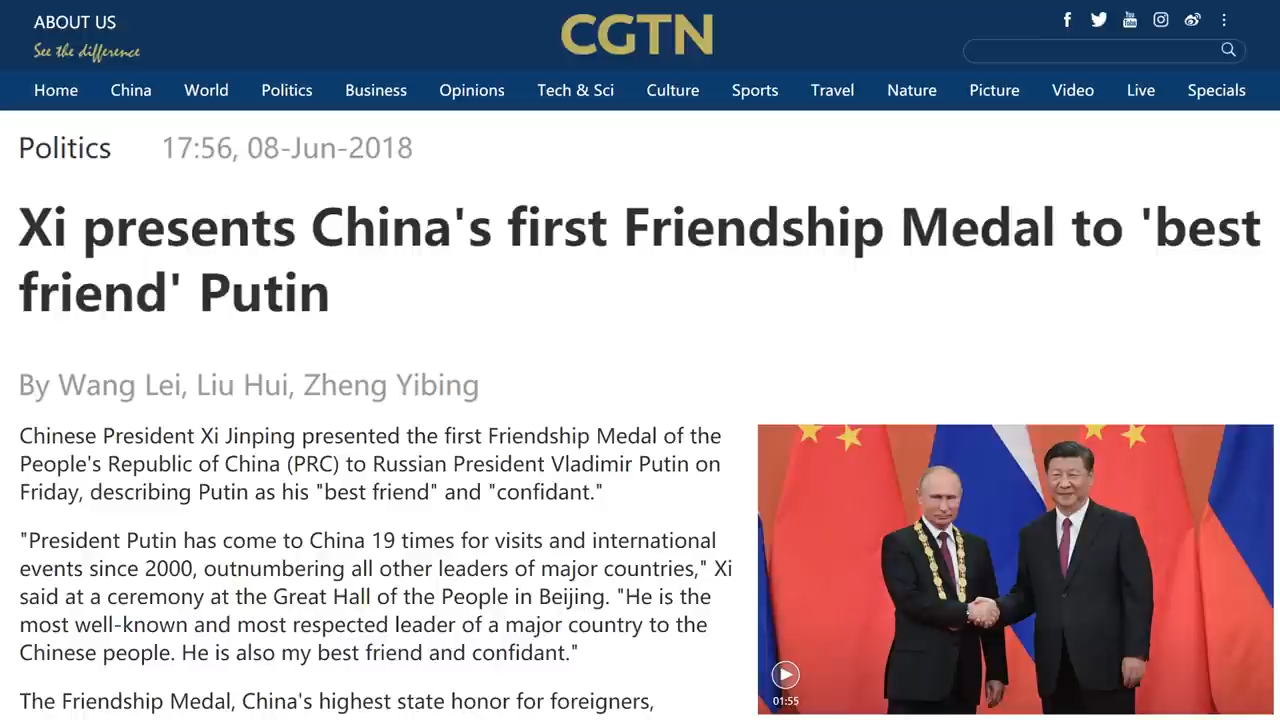 ABOUT US
See the difference
CGTN
Home China World Politics Business Opinions Tech & Sci Culture Sports Travel Nature Picture Video Live Specials
Politics 17:56, 08-Jun-2018
Xi presents China's first Friendship Medal to 'best
friend' Putin
By Wang Lei, Liu Hui, Zheng Yibing
Chinese President Xi Jinping presented the first Friendship Medal of the
People's Republic of China (PRC) to Russian President Vladimir Putin on
Friday, describing Putin as his "best friend" and "confidant."
"President Putin has come to China 19 times for visits and international
events since 2000, outnumbering all other leaders of major countries," Xi
said at a ceremony at the Great Hall of the People in Beijing. "He is the
most well-known and most respected leader of a major country to the
Chinese people. He is also my best friend and confidant."
The Friendship Medal, China's highest state honor for foreigners,
01:55